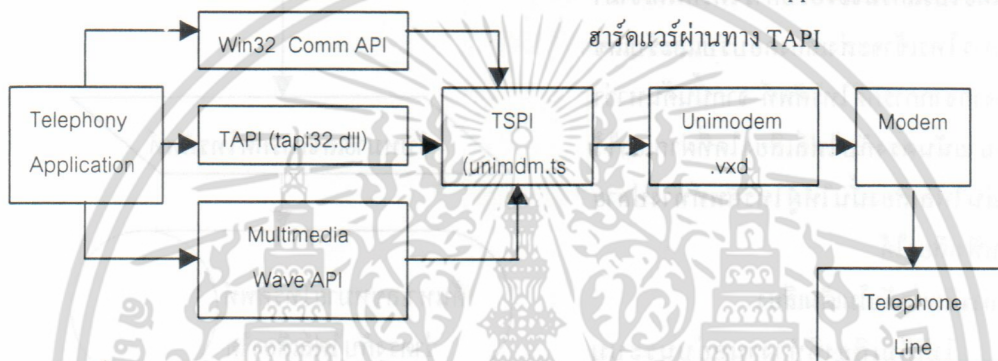 ฮาร์ดแวร์ผ่านทาง TAPI
Win32 Comm API
Telephony
Application
TAPI (tapi32.dll)
TSPI
(unimdm.ts
Unimodem
.vxd
Modem
Multimedia
Wave API
Telephone
Line